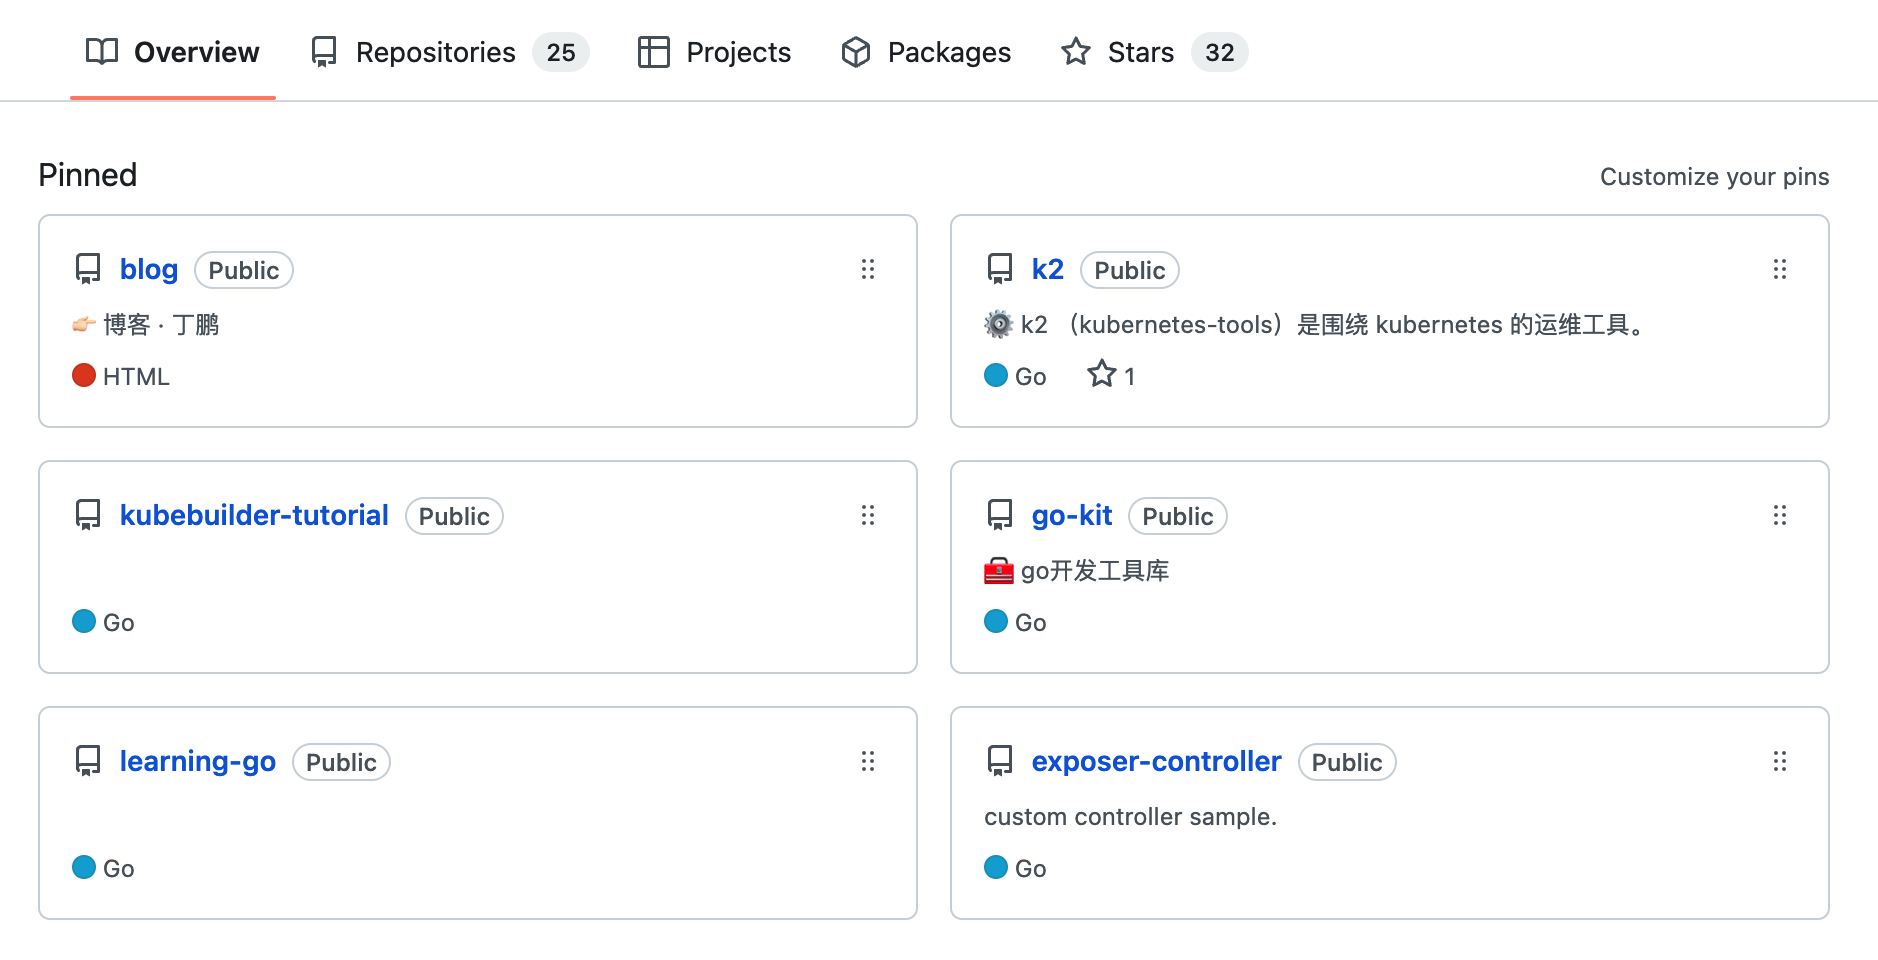 Overview Repositories 25 Projects Packages Stars 32
Pinned
Customize your pins
blog Public
👉🏻 博客 · 丁鹏
HTML
k2 Public
⚙️ k2 （kubernetes-tools）是围绕 kubernetes 的运维工具。
Go 1
kubebuilder-tutorial Public
Go
go-kit Public
🧰 go开发工具库
Go
learning-go Public
Go
exposer-controller Public
custom controller sample.
Go